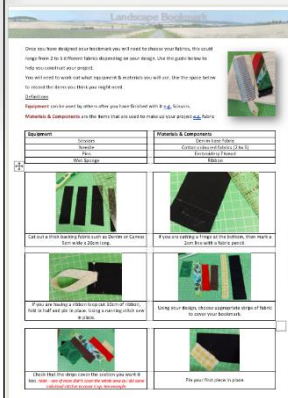 Landscape Bookmark
Once you have designed your bookmark you will need to choose your fabrics, this could
range from 2 to 5 different fabrics depending on your design. Use the guide below to
help you construct your project.
You will need to work out what equipment & materials you will use. Use the space below
to record the items you think you might need.
Definitions
Equipment can be used by others after you have finished with it e.g. Scissors
Materials & Components are the items that are used to make up your project e.g. Fabric
Equipment
Materials & Components
Scissors
Denim base fabric
Needle
Cotton coloured fabrics (2 to 5)
Pins
Embroidery Thread
Wet Sponge
Ribbon
Cut out a thick backing fabric such as Denim or Canvas
5cm wide x 20cm long.
If you are cutting a fringe at the bottom, then mark a
2cm line with a fabric pencil.
If you are having a ribbon loop cut 10cm of ribbon,
fold in half and pin in place. Using a running stitch sew
in place.
Using your design, choose appropriate strips of fabric
to cover your bookmark.
Check that the strips cover the section you want it
Pin your first piece in place.